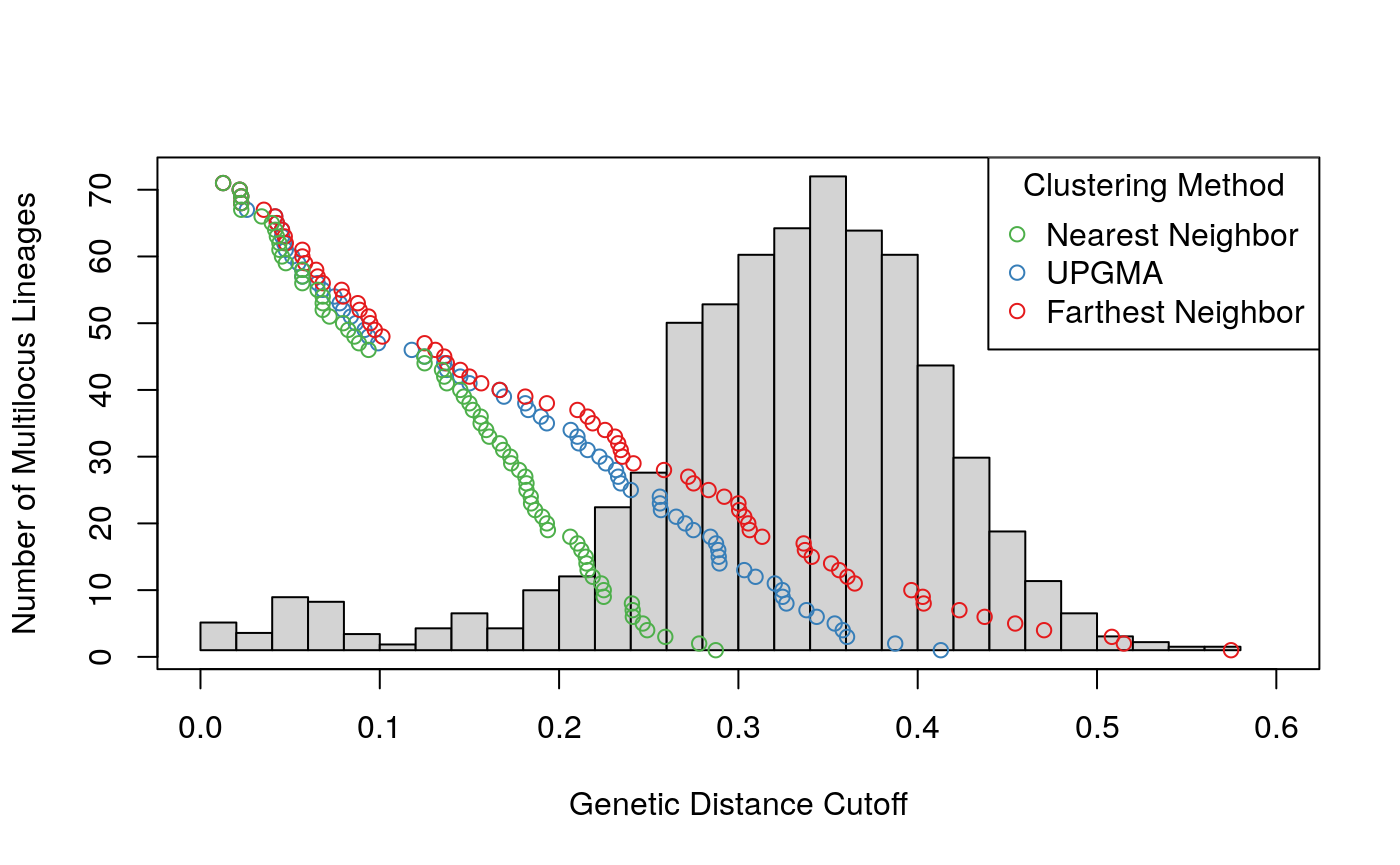 Number of Multilocus Lineages
70
60
50
40
30
20
10
0
Clustering Method
Nearest Neighbor
UPGMA
Farthest Neighbor
0.0 0.1 0.2 0.3 0.4 0.5 0.6
Genetic Distance Cutoff